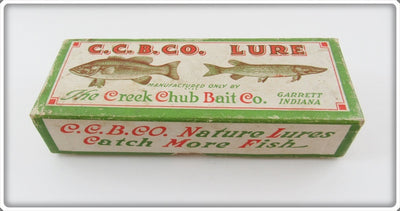 C.C.B.CO. LURE
MANUFACTURED ONLY BY
The Creek Chub Bait Co.
GARRETT
INDIANA
C.C.B.CO. Nature Lures
Catch More Fish